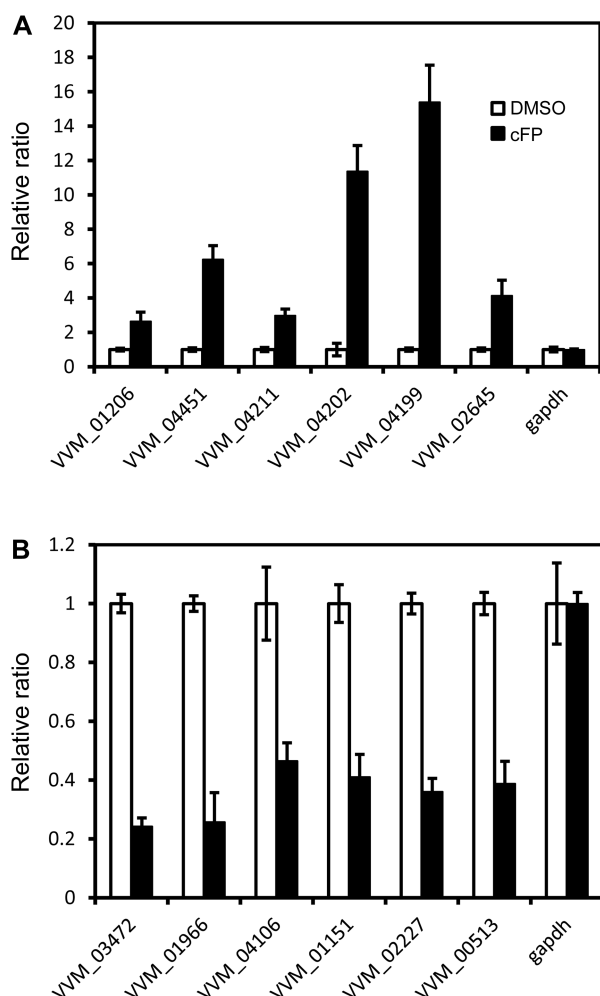 A
Relative ratio
20
18
16
14
12
10
8
6
4
2
0
DMSO
cFP
VVM_01206
VVM_04451
VVM_04211
VVM_04202
VVM_04199
VVM_02645
gapdh
B
Relative ratio
1.2
1
0.8
0.6
0.4
0.2
0
VVM_03472
VVM_01966
VVM_04106
VVM_01151
VVM_02227
VVM_00513
gapdh